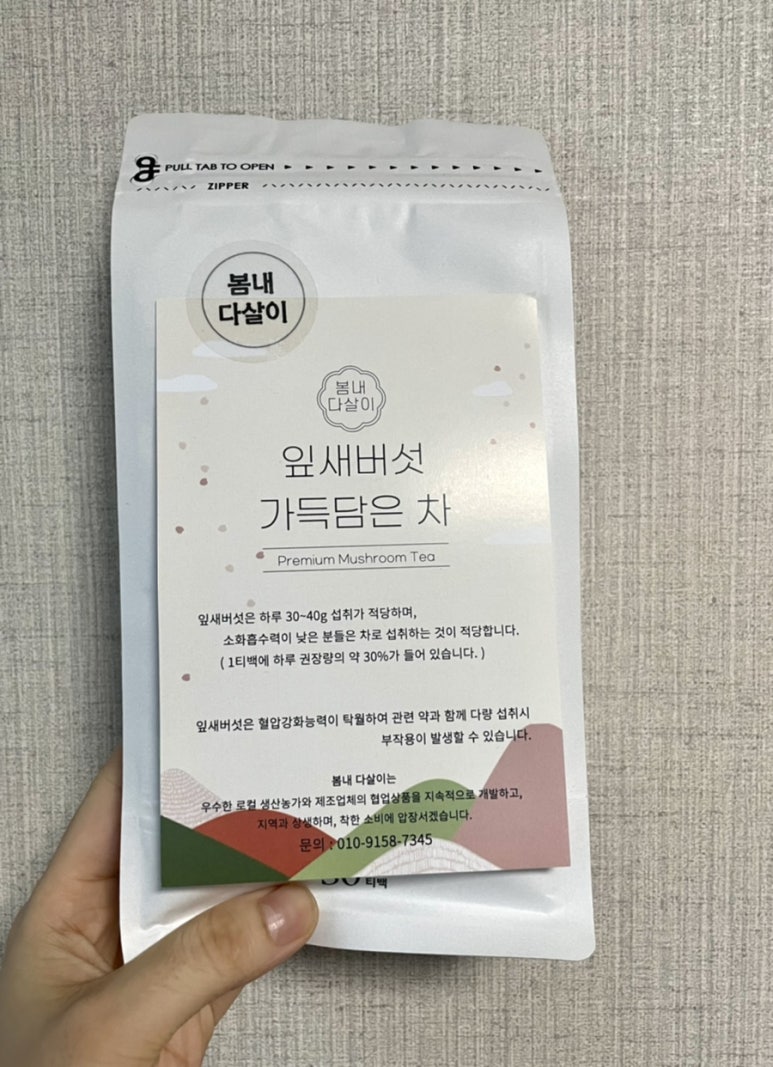 PULL TAB TO OPEN
ZIPPER
봄내
다살이
봄내
다살이
잎새버섯
가득담은 차
Premium Mushroom Tea
잎새버섯은 하루 30~40g 섭취가 적당하며,
소화흡수력이 낮은 분들은 차로 섭취하는 것이 적당합니다.
( 1티백에 하루 권장량의 약 30%가 들어 있습니다. )
잎새버섯은 혈압강화능력이 탁월하여 관련 약과 함께 다량 섭취시
부작용이 발생할 수 있습니다.
봄내 다살이는
우수한 로컬 생산농가와 제조업체의 협업상품을 지속적으로 개발하고,
지역과 상생하며, 착한 소비에 압장서겠습니다.
문의 : 010-9158-7345
티백